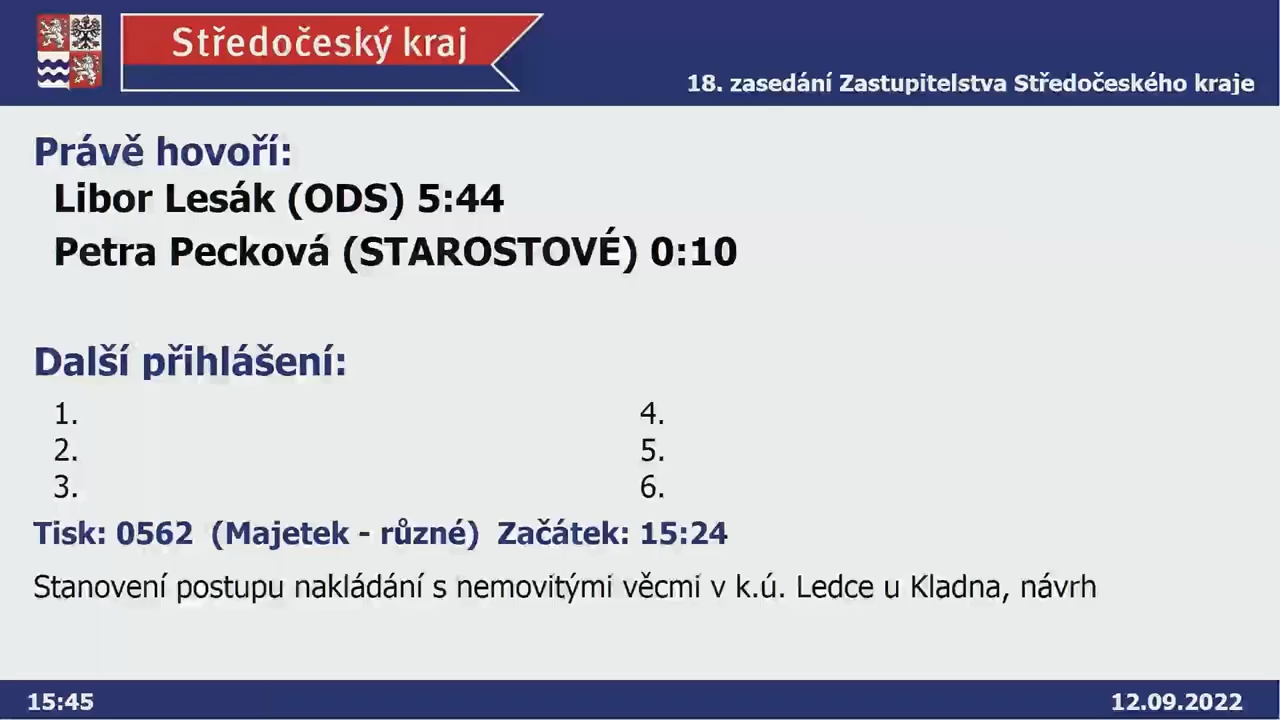 Středočeský kraj
18. zasedání Zastupitelstva Středočeského kraje
Právě hovoří:
Libor Lesák (ODS) 5:44
Petra Pecková (STAROSTOVÉ) 0:10
Další přihlášení:
1.
2.
3.
4.
5.
6.
Tisk: 0562 (Majetek - různé) Začátek: 15:24
Stanovení postupu nakládání s nemovitými věcmi v k.ú. Ledce u Kladna, návrh
15:45
12.09.2022